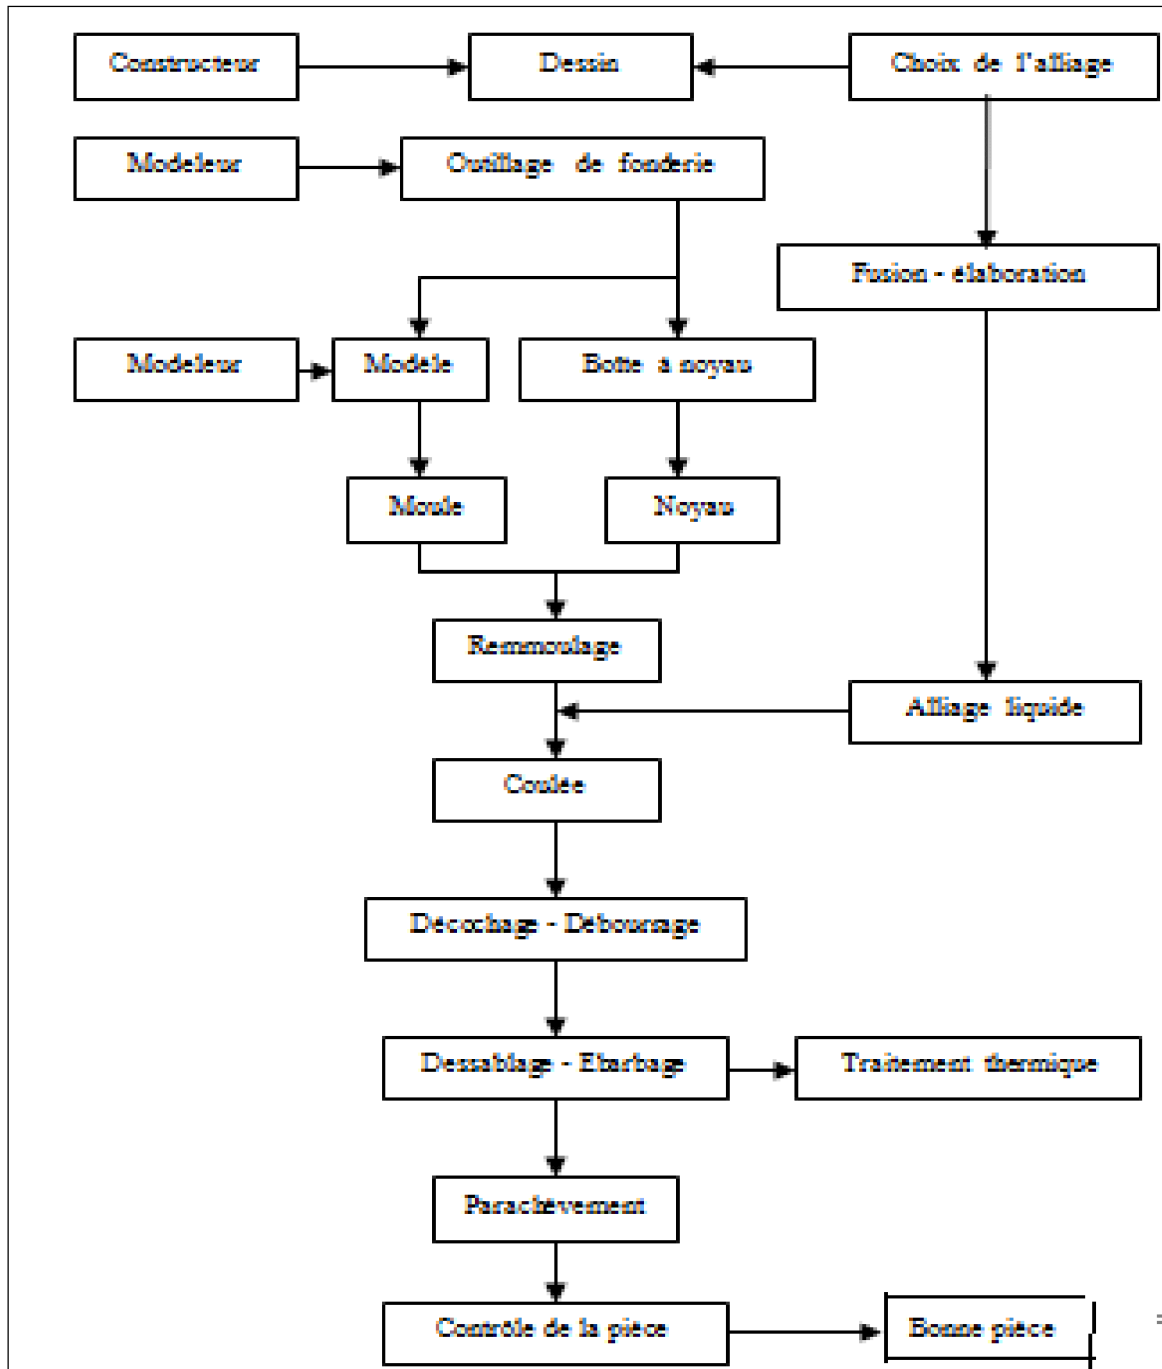 Constructeur
Dessin
Choix de l'alliage
Modeleur
Outillage de fonderie
Fusion - élaboration
Modeleur
Modèle
Boîte à noyau
Moule
Noyau
Remmoulage
Alliage liquide
Coulée
Décochage - Débourrage
Dessablage - Ebarbage
Traitement thermique
Parachèvement
Contrôle de la pièce
Bonne pièce